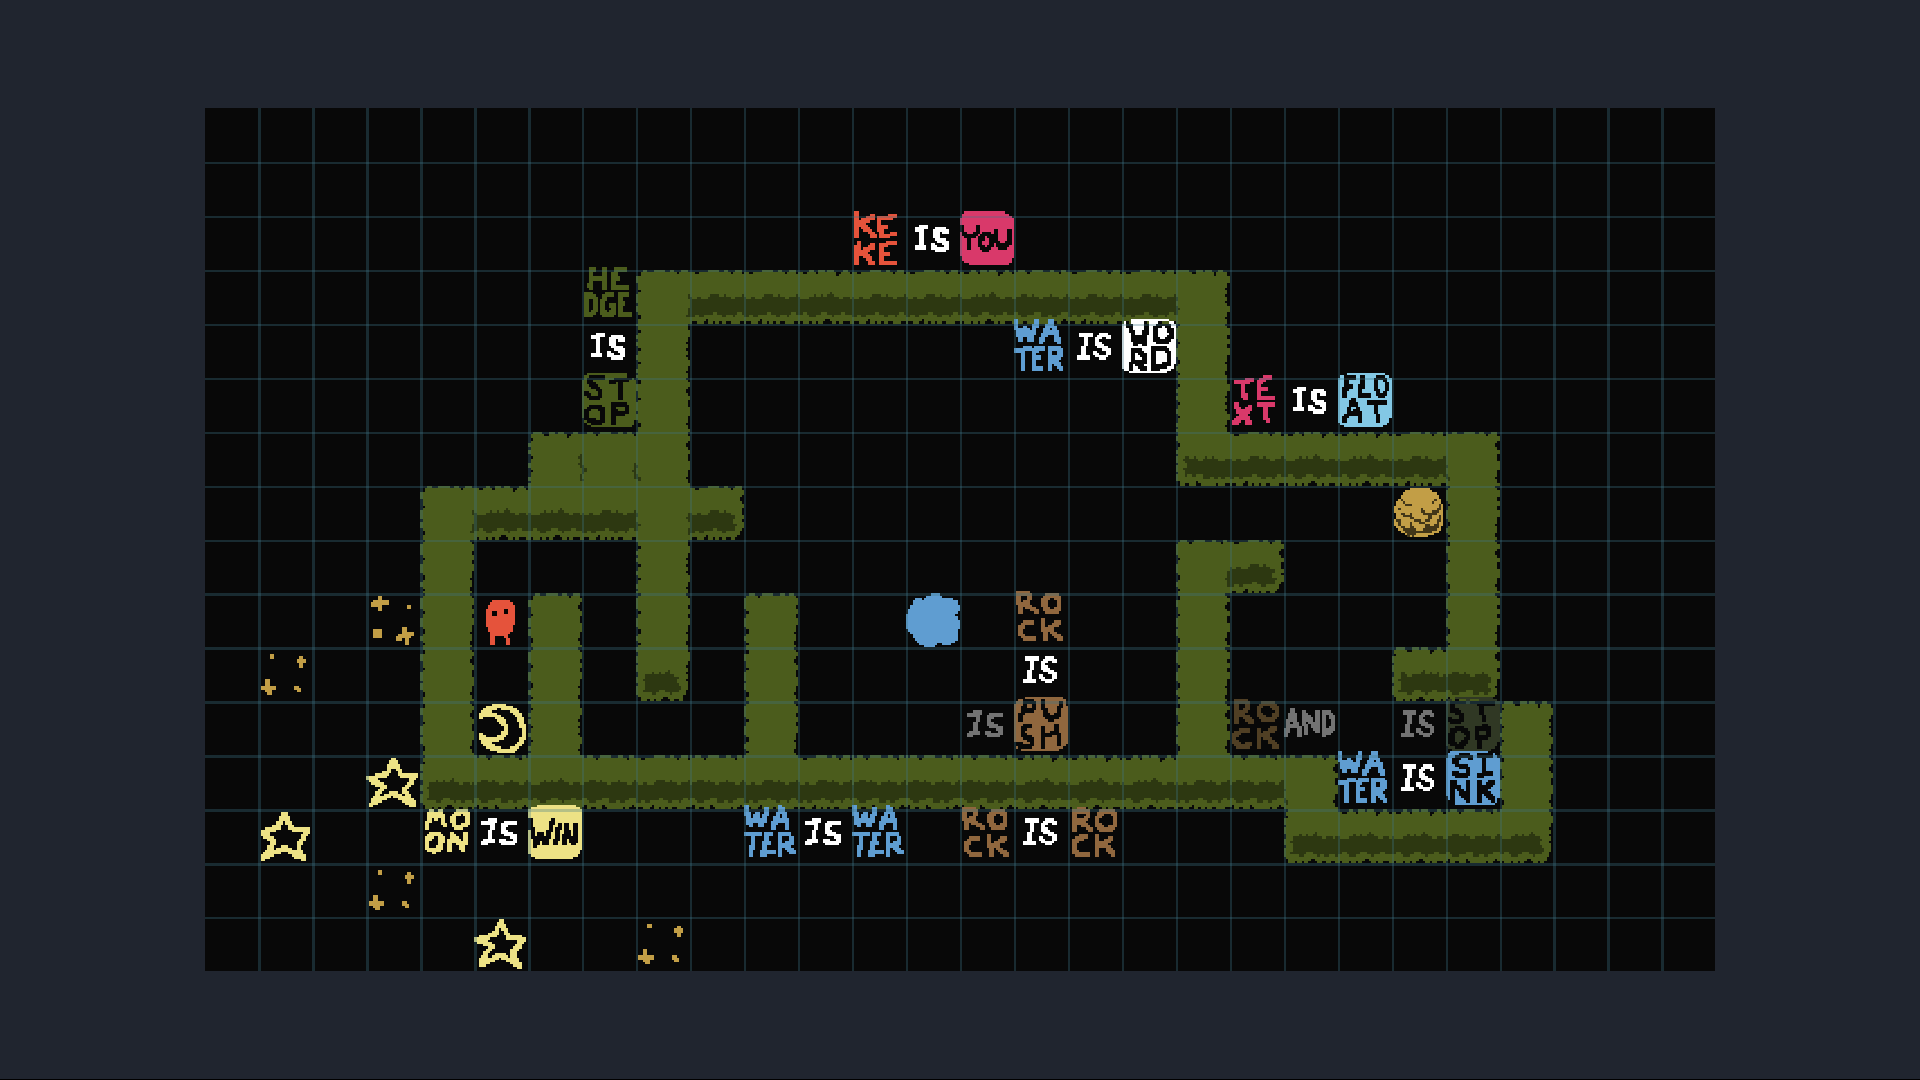 KEKE IS YOU
HEDGE IS STOP
WATER IS WORD
TEXT IS FLOAT
ROCK IS PUSH
IS
ROCK AND IS STOP
WATER IS SINK
MOON IS WIN
WATER IS WATER
ROCK IS ROCK